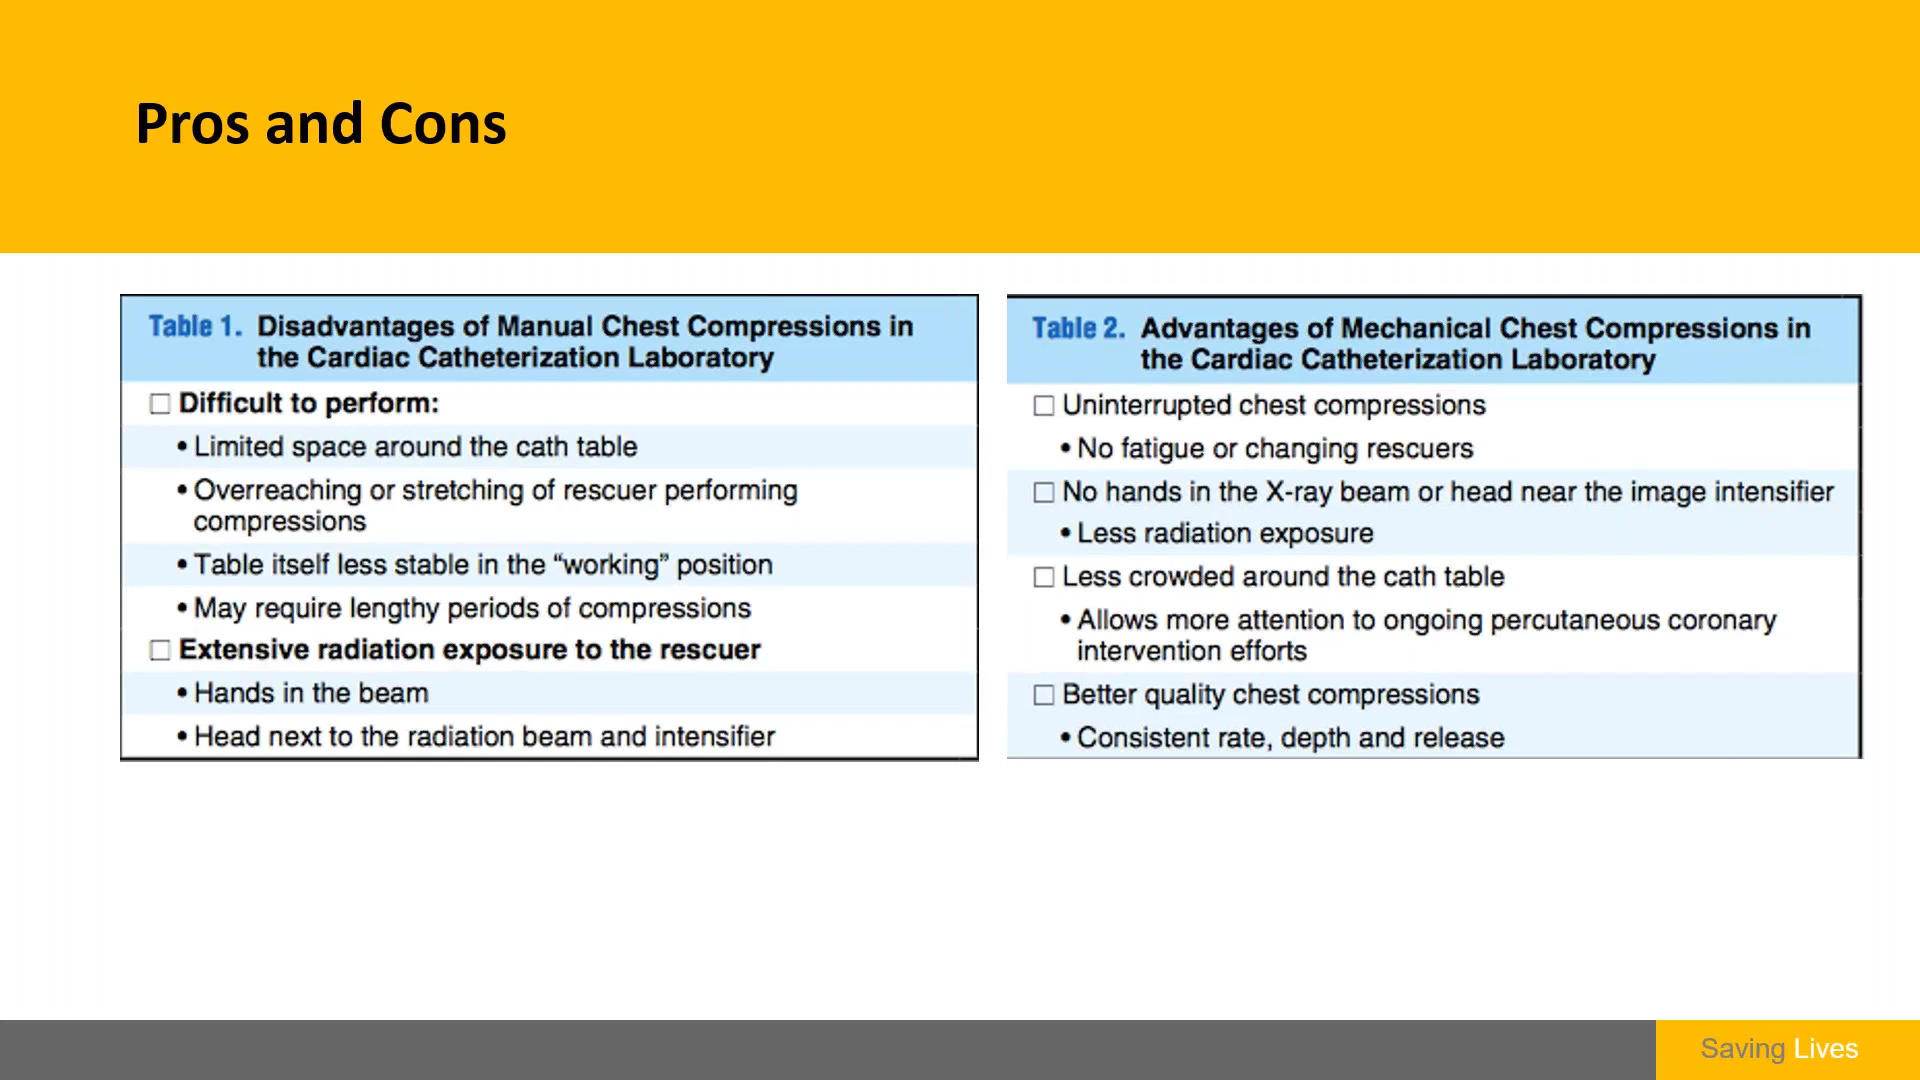 Pros and Cons
Table 1. Disadvantages of Manual Chest Compressions in
the Cardiac Catheterization Laboratory
□ Difficult to perform:
• Limited space around the cath table
• Overreaching or stretching of rescuer performing
compressions
• Table itself less stable in the “working” position
• May require lengthy periods of compressions
□ Extensive radiation exposure to the rescuer
• Hands in the beam
• Head next to the radiation beam and intensifier
Table 2. Advantages of Mechanical Chest Compressions in
the Cardiac Catheterization Laboratory
□ Uninterrupted chest compressions
• No fatigue or changing rescuers
□ No hands in the X-ray beam or head near the image intensifier
• Less radiation exposure
□ Less crowded around the cath table
• Allows more attention to ongoing percutaneous coronary
intervention efforts
□ Better quality chest compressions
• Consistent rate, depth and release
Saving Lives